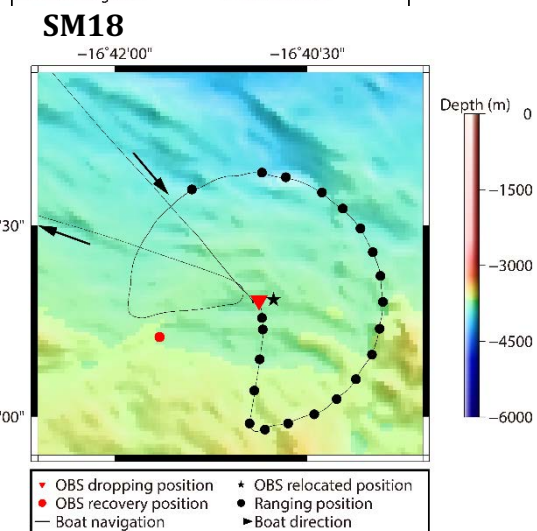 SM18
−16°42'00" −16°40'30"
Depth (m)
0
−1500
'30"
−3000
−4500
'00"
−6000
OBS dropping position OBS relocated position
OBS recovery position Ranging position
Boat navigation Boat direction